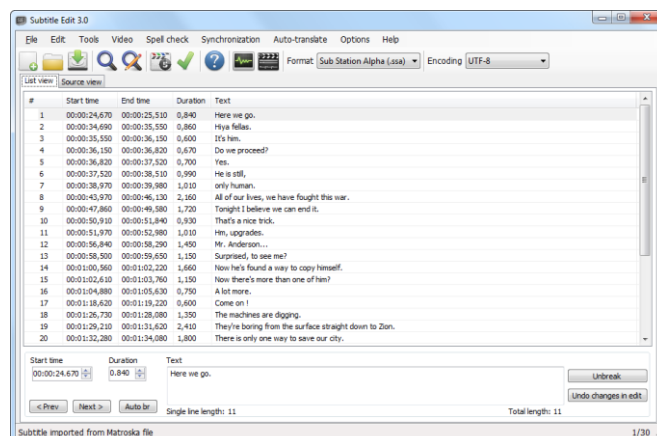 Subtitle Edit 3.0
File Edit Tools Video Spell check Synchronization Auto-translate Options Help
Format Sub Station Alpha (.ssa) Encoding UTF-8
List view Source view
# Start time End time Duration Text
1 00:00:24,670 00:00:25,510 0,840 Here we go.
2 00:00:34,690 00:00:35,550 0,860 Hiya fellas.
3 00:00:35,550 00:00:36,150 0,600 It's him.
4 00:00:36,150 00:00:36,820 0,670 Do we proceed?
5 00:00:36,820 00:00:37,520 0,700 Yes.
6 00:00:37,520 00:00:38,510 0,990 He is still,
7 00:00:38,970 00:00:39,980 1,010 only human.
8 00:00:43,970 00:00:46,130 2,160 All of our lives, we have fought this war.
9 00:00:47,860 00:00:49,580 1,720 Tonight I believe we can end it.
10 00:00:50,910 00:00:51,840 0,930 That's a nice trick.
11 00:00:51,970 00:00:52,980 1,010 Hm, upgrades.
12 00:00:56,840 00:00:58,290 1,450 Mr. Anderson...
13 00:00:58,500 00:00:59,650 1,150 Surprised, to see me?
14 00:01:00,560 00:01:02,220 1,660 Now he's found a way to copy himself.
15 00:01:02,610 00:01:03,760 1,150 Now there's more than one of him?
16 00:01:04,880 00:01:05,630 0,750 A lot more.
17 00:01:18,620 00:01:19,220 0,600 Come on !
18 00:01:26,730 00:01:28,080 1,350 The machines are digging.
19 00:01:29,210 00:01:31,620 2,410 They're boring from the surface straight down to Zion.
20 00:01:32,280 00:01:34,080 1,800 There is only one way to save our city.
Start time Duration Text
00:00:24.670 0.840 Here we go.
Unbreak
Undo changes in edit
< Prev Next > Auto br Single line length: 11 Total length: 11
Subtitle imported from Matroska file 1/30